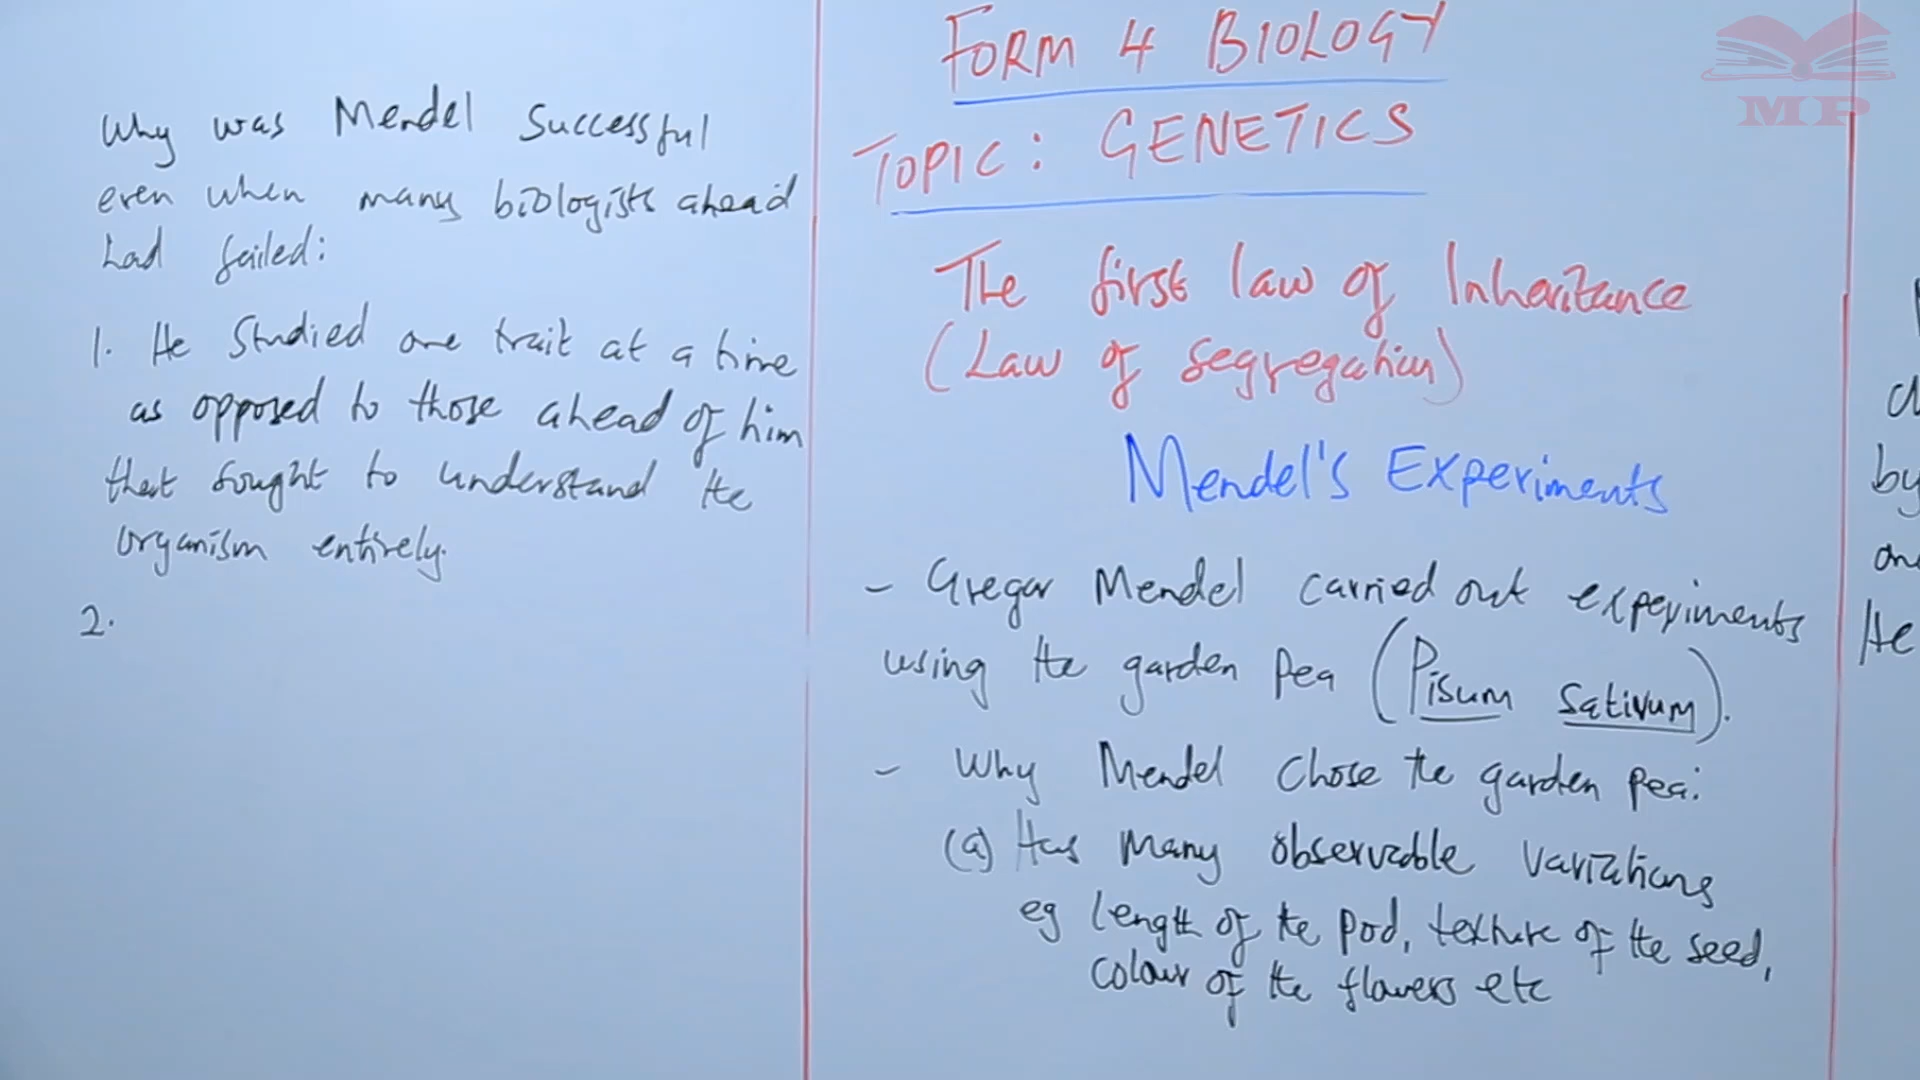 Why was Mendel Successful
even when many biologists ahead
had failed:
1. He Studied one trait at a time
as opposed to those ahead of him
that sought to understand the
organism entirely.
2.
FORM 4 BIOLOGY
TOPIC: GENETICS
The first law of Inheritance
(Law of segregation)
Mendel's Experiments
- Gregor Mendel carried out experiments
using the garden pea (Pisum Sativum).
- Why Mendel Chose the garden pea:
(a) Has many observable variations
eg length of the pod, texture of the seed,
colour of the flowers etc
by
He
MP